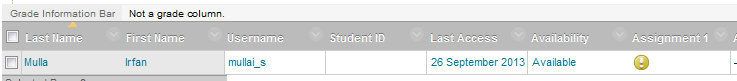 Grade Information Bar Not a grade column.
Last Name First Name Username Student ID Last Access Availability Assignment 1
Mulla Irfan mullai_s 26 September 2013 Available